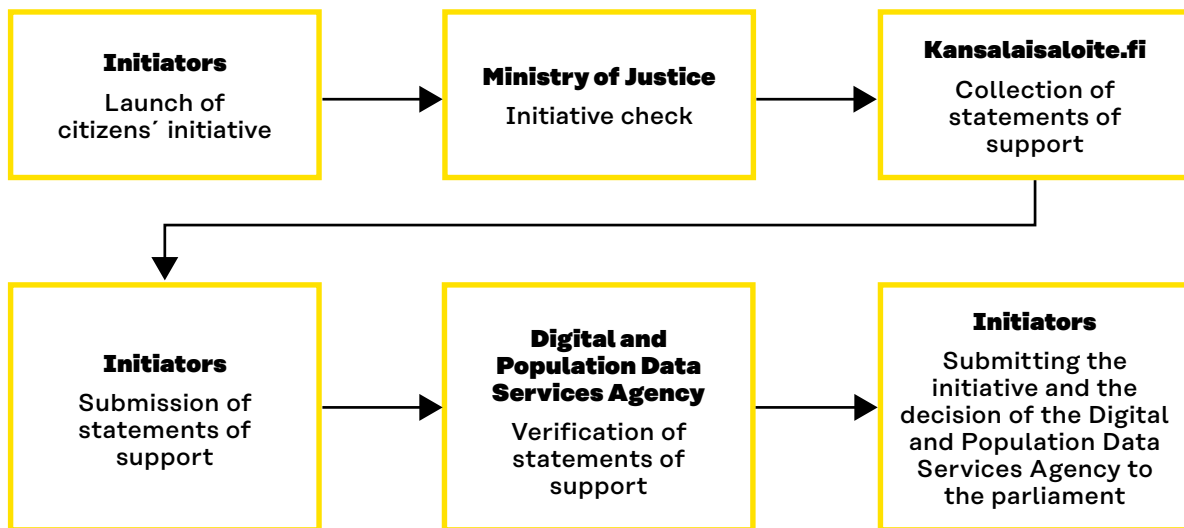 Initiators
Launch of
citizens´ initiative
Ministry of Justice
Initiative check
Kansalaisaloite.fi
Collection of
statements of
support
Initiators
Submission of
statements of
support
Digital and
Population Data
Services Agency
Verification of
statements of
support
Initiators
Submitting the
initiative and the
decision of the Digital
and Population Data
Services Agency to
the parliament